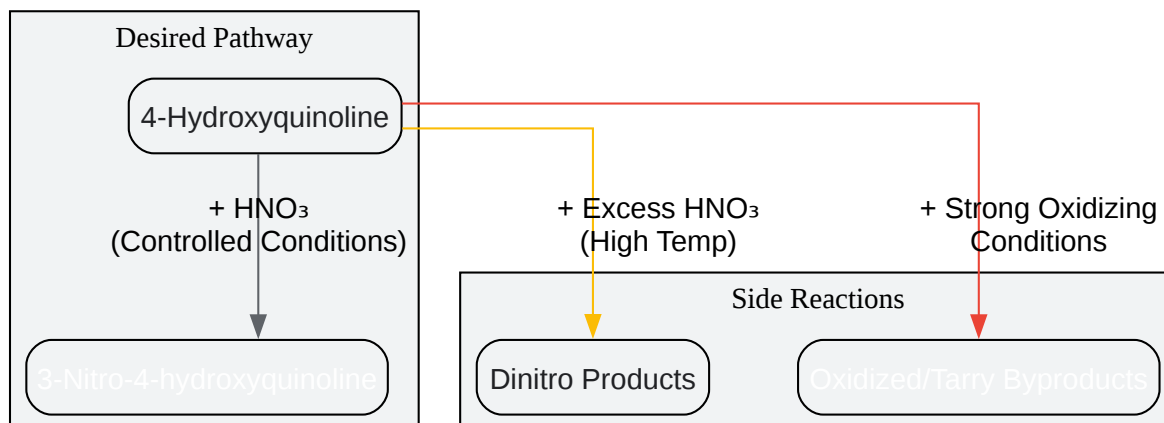 Desired Pathway
4-Hydroxyquinoline
+ HNO₃
(Controlled Conditions)
+ Excess HNO₃
(High Temp)
+ Strong Oxidizing
Conditions
Side Reactions
3-Nitro-4-hydroxyquinoline
Dinitro Products
Oxidized/Tarry Byproducts